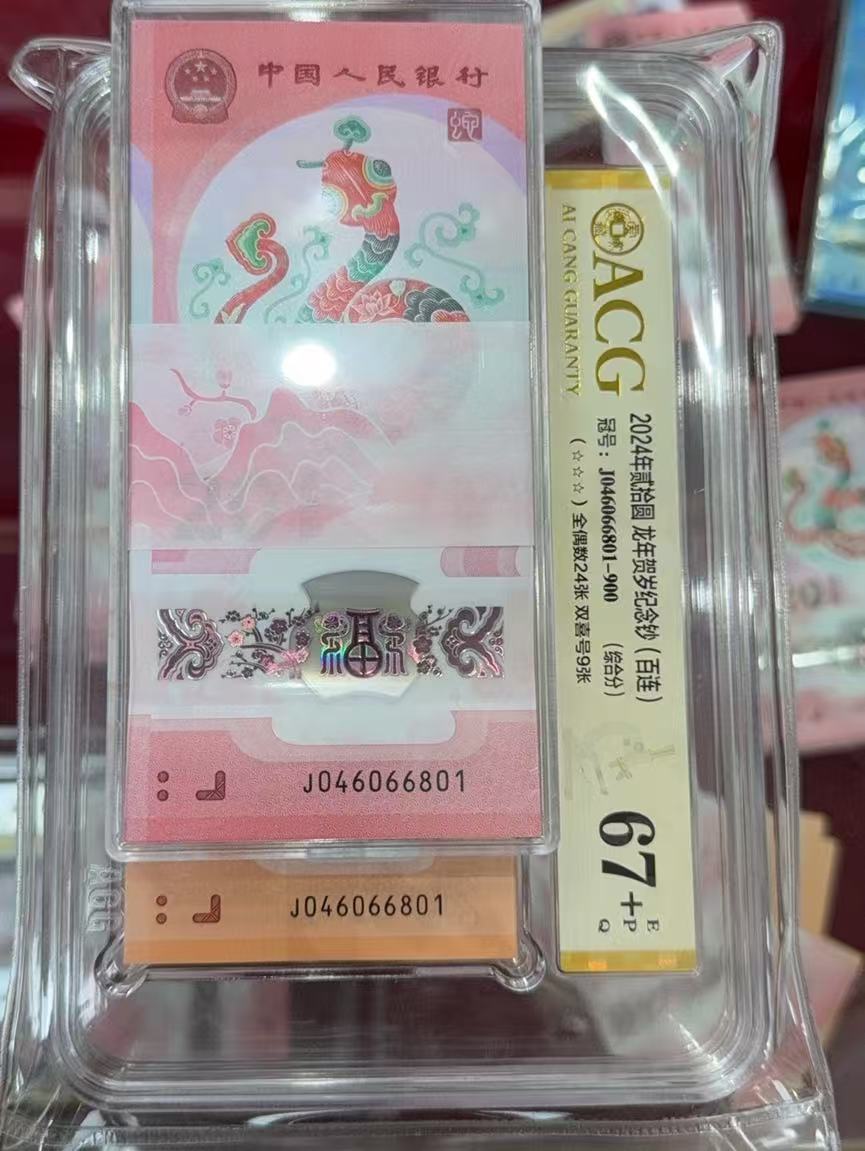 中国人民银行
J046066801
J046066801
ACG
AI CANG GUARANTY
2024年贰拾圆 龙年贺岁纪念钞（百连）
冠号：J046066801-900 （综合分）
（☆☆☆）全偶数24张 双喜号9张
67+
E
P
Q